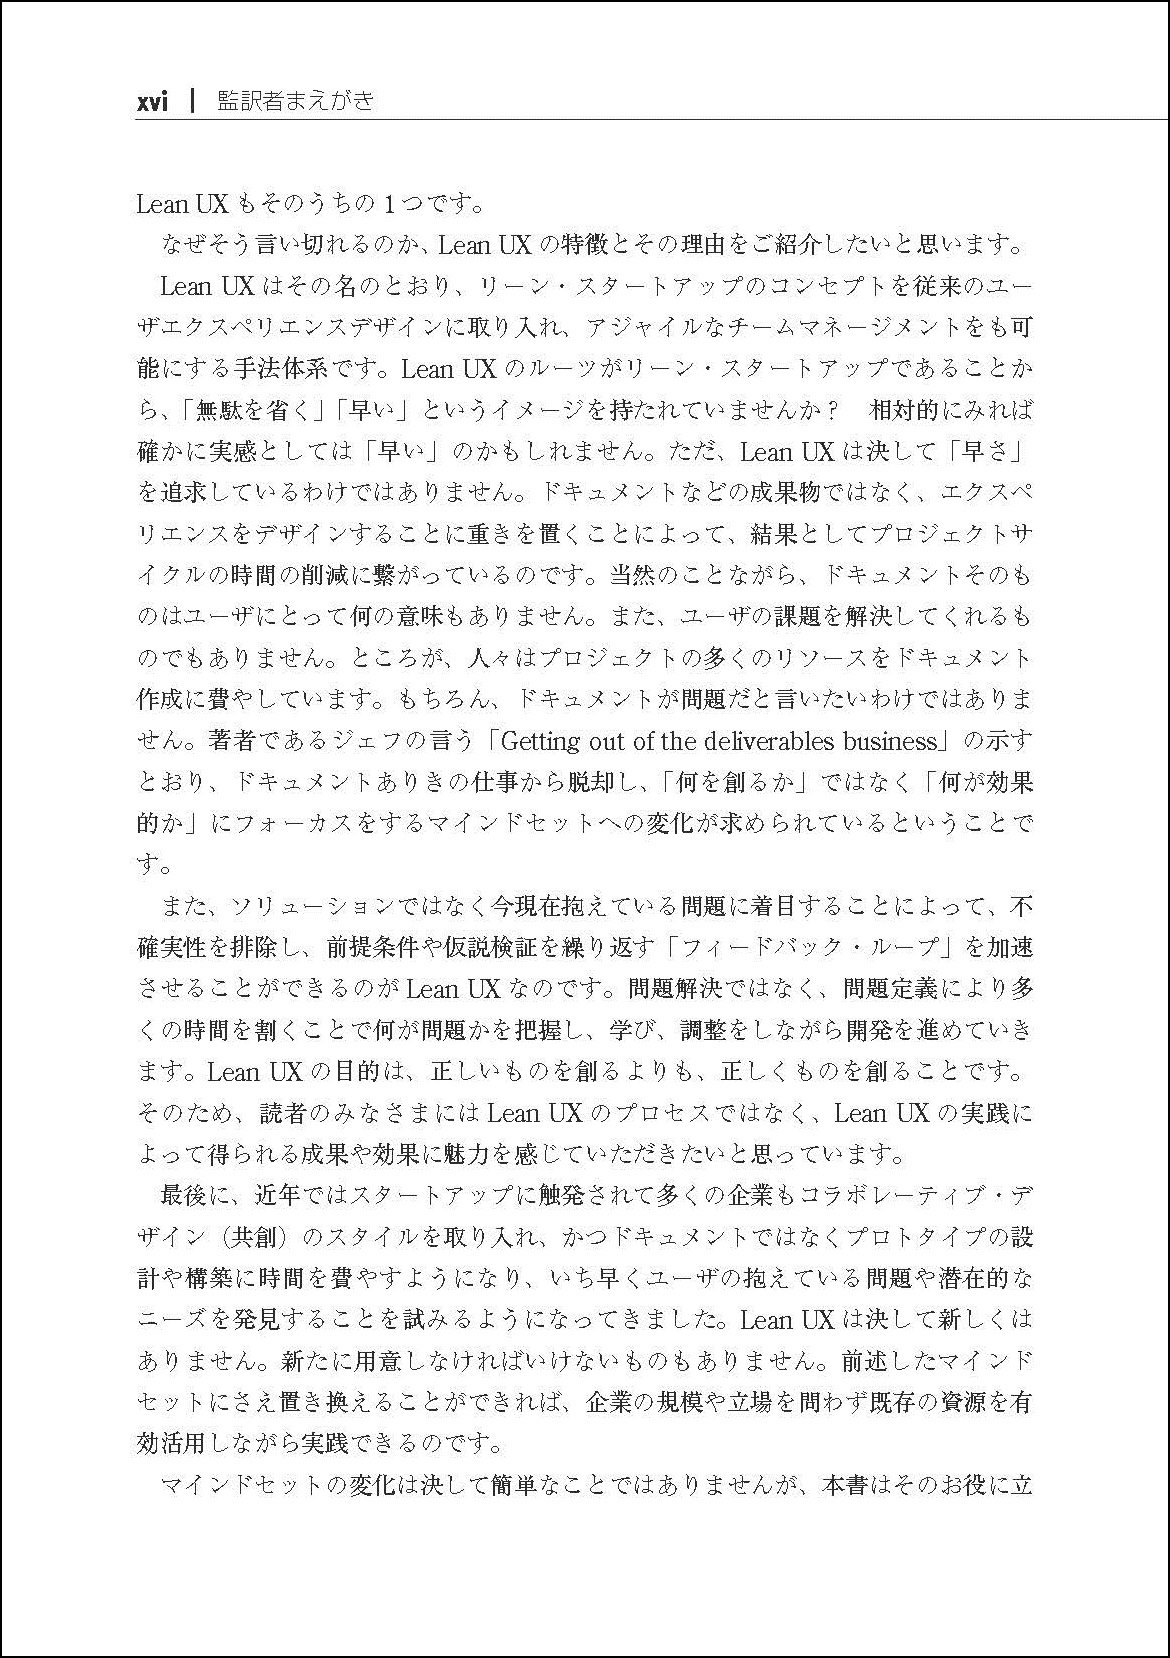 xvi | 監訳者まえがき
Lean UX もそのうちの 1 つです。
なぜそう言い切れるのか、Lean UX の特徴とその理由をご紹介したいと思います。
Lean UX はその名のとおり、リーン・スタートアップのコンセプトを従来のユー
ザエクスペリエンスデザインに取り入れ、アジャイルなチームマネージメントをも可
能にする手法体系です。Lean UX のルーツがリーン・スタートアップであることか
ら、「無駄を省く」「早い」というイメージを持たれていませんか？　相対的にみれば
確かに実感としては「早い」のかもしれません。ただ、Lean UX は決して「早さ」
を追求しているわけではありません。ドキュメントなどの成果物ではなく、エクスペ
リエンスをデザインすることに重きを置くことによって、結果としてプロジェクトサ
イクルの時間の削減に繋がっているのです。当然のことながら、ドキュメントそのも
のはユーザにとって何の意味もありません。また、ユーザの課題を解決してくれるも
のでもありません。ところが、人々はプロジェクトの多くのリソースをドキュメント
作成に費やしています。もちろん、ドキュメントが問題だと言いたいわけではありま
せん。著者であるジェフの言う「Getting out of the deliverables business」の示す
とおり、ドキュメントありきの仕事から脱却し、「何を創るか」ではなく「何が効果
的か」にフォーカスをするマインドセットへの変化が求められているということで
す。
また、ソリューションではなく今現在抱えている問題に着目することによって、不
確実性を排除し、前提条件や仮説検証を繰り返す「フィードバック・ループ」を加速
させることができるのが Lean UX なのです。問題解決ではなく、問題定義により多
くの時間を割くことで何が問題かを把握し、学び、調整をしながら開発を進めていき
ます。Lean UX の目的は、正しいものを創るよりも、正しくものを創ることです。
そのため、読者のみなさまには Lean UX のプロセスではなく、Lean UX の実践に
よって得られる成果や効果に魅力を感じていただきたいと思っています。
最後に、近年ではスタートアップに触発されて多くの企業もコラボレーティブ・デ
ザイン（共創）のスタイルを取り入れ、かつドキュメントではなくプロトタイプの設
計や構築に時間を費やすようになり、いち早くユーザの抱えている問題や潜在的な
ニーズを発見することを試みるようになってきました。Lean UX は決して新しくは
ありません。新たに用意しなければいけないものもありません。前述したマインド
セットにさえ置き換えることができれば、企業の規模や立場を問わず既存の資源を有
効活用しながら実践できるのです。
マインドセットの変化は決して簡単なことではありませんが、本書はそのお役に立